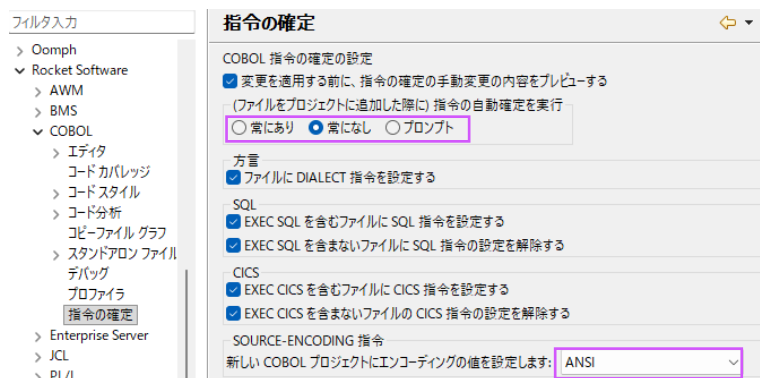 フィルタ入力
Oomph
Rocket Software
AWM
BMS
COBOL
エディタ
コード カバレッジ
コード スタイル
コード分析
コピーファイル グラフ
スタンドアロン ファイル
デバッグ
プロファイラ
指令の確定
Enterprise Server
JCL
PL/I
指令の確定
COBOL 指令の確定の設定
変更を適用する前に、指令の確定の手動変更の内容をプレビューする
(ファイルをプロジェクトに追加した際に) 指令の自動確定を実行
常にあり 常になし プロンプト
方言
ファイルに DIALECT 指令を設定する
SQL
EXEC SQL を含むファイルに SQL 指令を設定する
EXEC SQL を含まないファイルに SQL 指令の設定を解除する
CICS
EXEC CICS を含むファイルに CICS 指令を設定する
EXEC CICS を含まないファイルの CICS 指令の設定を解除する
SOURCE-ENCODING 指令
新しい COBOL プロジェクトにエンコーディングの値を設定します: ANSI